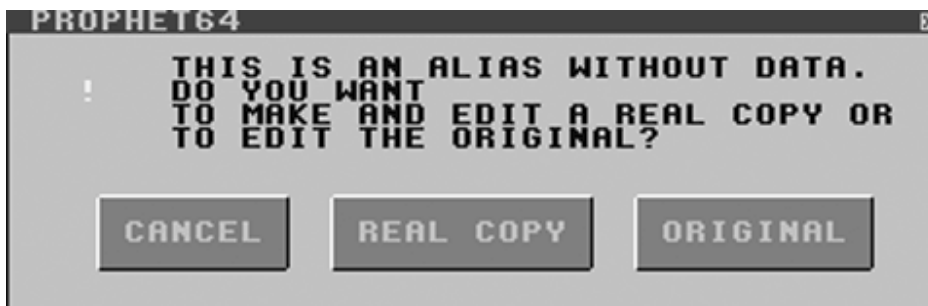 PROPHET64
THIS IS AN ALIAS WITHOUT DATA.
! DO YOU WANT
TO MAKE AND EDIT A REAL COPY OR
TO EDIT THE ORIGINAL?
CANCEL REAL COPY ORIGINAL